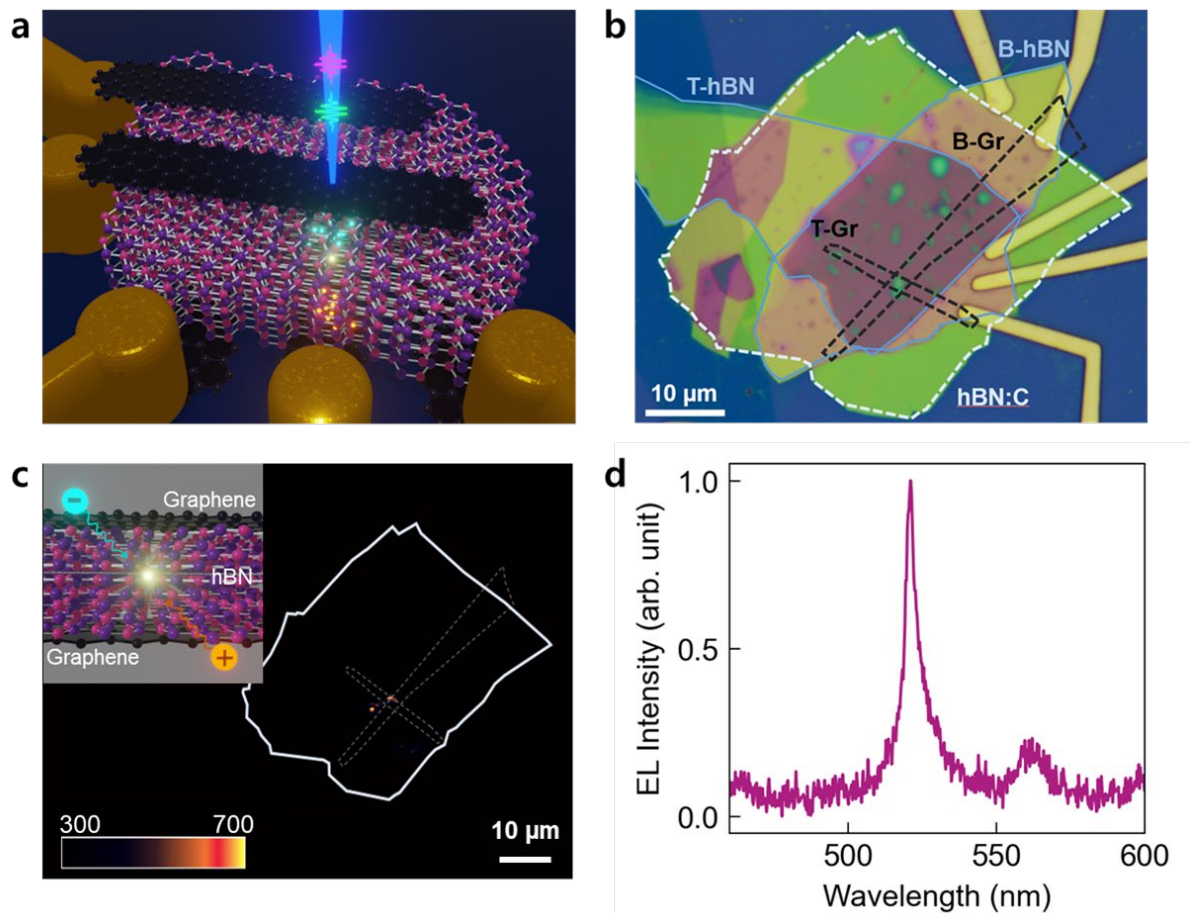 a
b
T-hBN
B-hBN
B-Gr
T-Gr
hBN:C
10 μm
c
−
Graphene
hBN
Graphene
+
300 700
10 μm
d
EL Intensity (arb. unit)
1.0
0.5
0.0
500 550 600
Wavelength (nm)